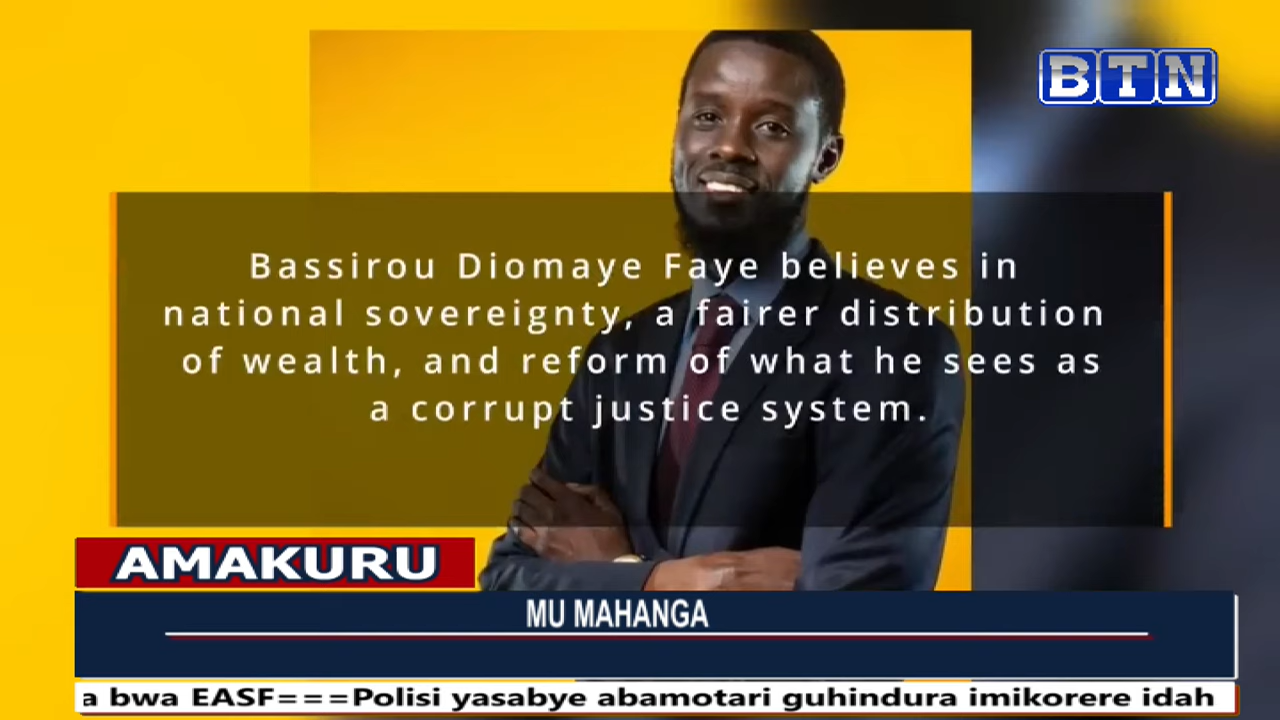 BTN
Bassirou Diomaye Faye believes in
national sovereignty, a fairer distribution
of wealth, and reform of what he sees as
a corrupt justice system.
AMAKURU
MU MAHANGA
a bwa EASF===Polisi yasabye abamotari guhindura imikorere idah